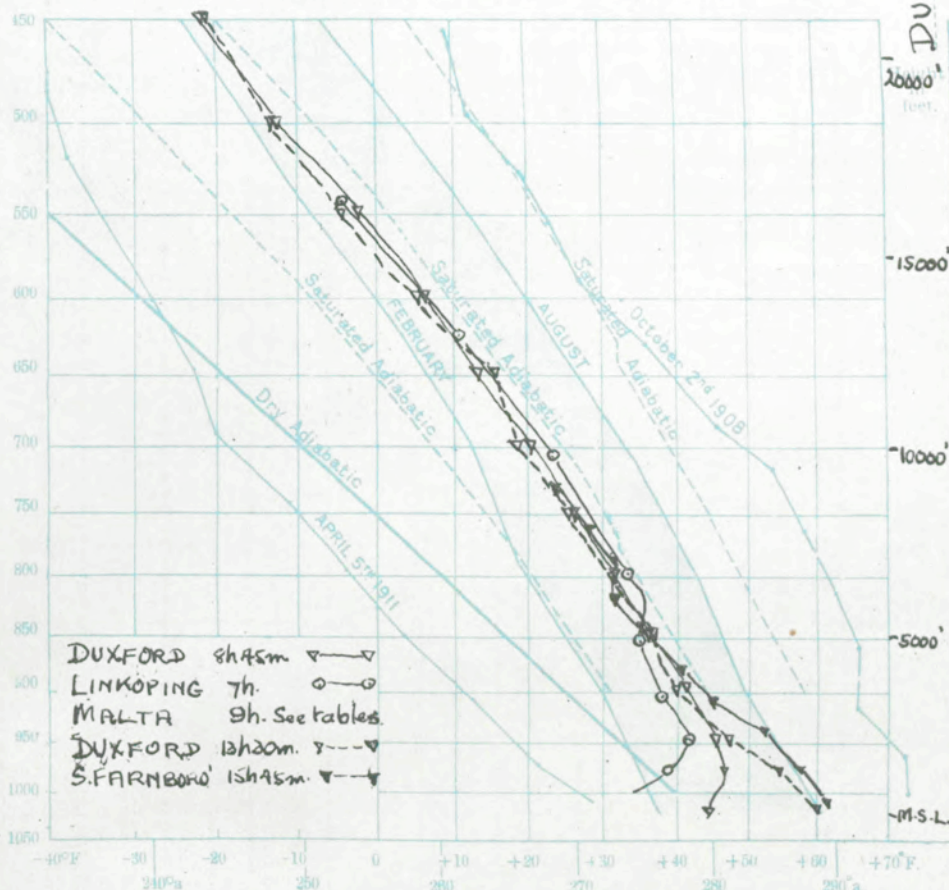 450
500
550
600
650
700
750
800
850
900
950
1000
1050
DU
20000'
feet.
15000'
10000'
5000'
M.S.L.
Saturated Adiabatic
FEBRUARY
Saturated Adiabatic
AUGUST
Saturated Adiabatic
October 2nd 1908
Dry Adiabatic
APRIL 5TH 1911
DUXFORD 8h45m
LINKOPING 7h.
MALTA 9h. See tables.
DUXFORD 12h20m.
S. FARNBORO' 15h45m.
-40°F -30 -20 -10 0 +10 +20 +30 +40 +50 +60 +70°F.
240°a 250 260 270 280 290°